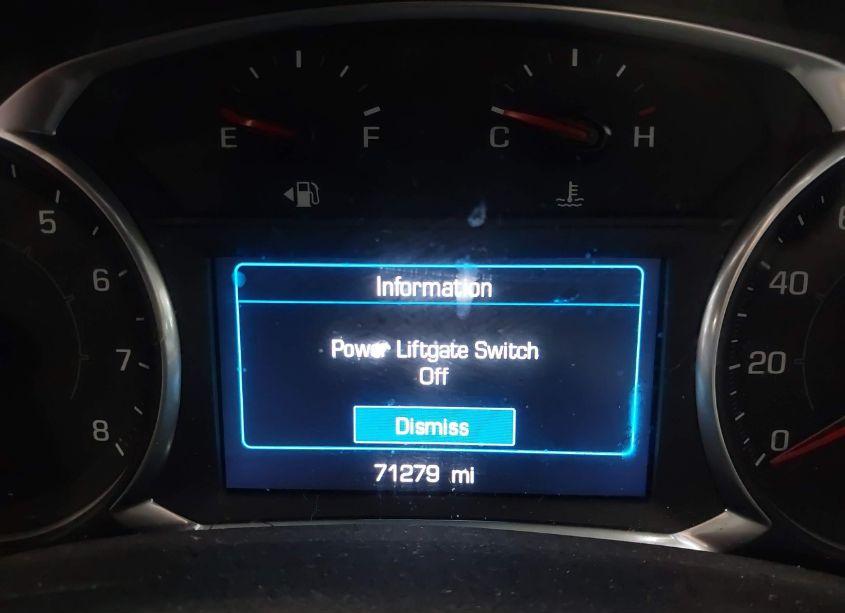 E F C H
5
6
7
8
40
20
0
Information
Power Liftgate Switch
Off
Dismiss
71279 mi